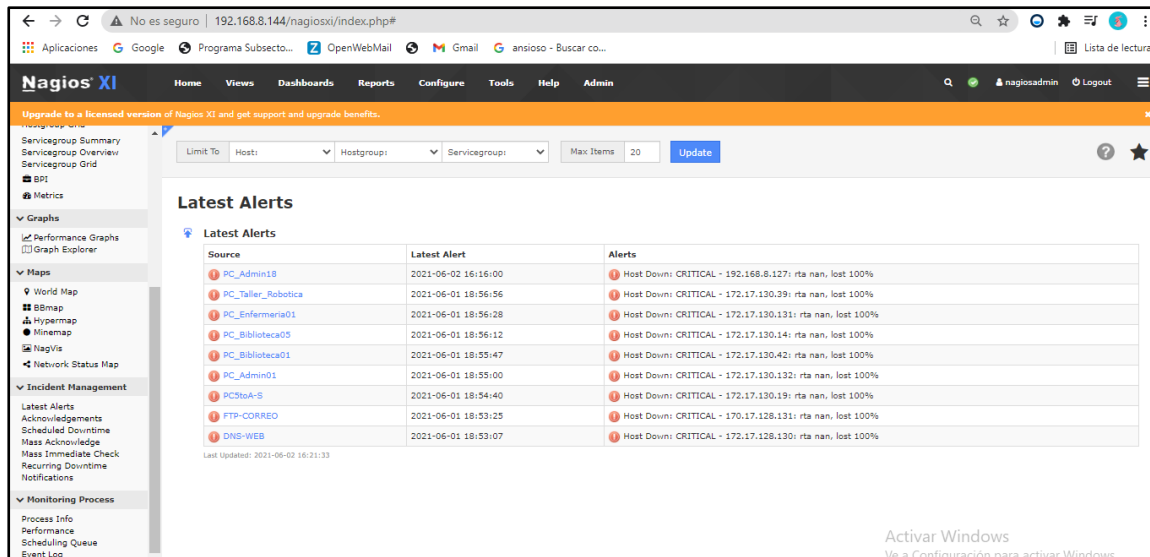 No es seguro | 192.168.8.144/nagiosxi/index.php#
Aplicaciones Google Programa Subsecto... OpenWebMail Gmail ansioso - Buscar co... Lista de lectura
Nagios® XI Home Views Dashboards Reports Configure Tools Help Admin nagiosadmin Logout
Upgrade to a licensed version of Nagios XI and get support and upgrade benefits.
Servicegroup Summary
Servicegroup Overview
Servicegroup Grid
BPI
Metrics
Graphs
Performance Graphs
Graph Explorer
Maps
World Map
BBmap
Hypermap
Minemap
NagVis
Network Status Map
Incident Management
Latest Alerts
Acknowledgements
Scheduled Downtime
Mass Acknowledge
Mass Immediate Check
Recurring Downtime
Notifications
Monitoring Process
Process Info
Performance
Scheduling Queue
Event Log
Limit To Host: Hostgroup: Servicegroup: Max Items 20 Update
Latest Alerts
Latest Alerts
Source Latest Alert Alerts
PC_Admin18 2021-06-02 16:16:00 Host Down: CRITICAL - 192.168.8.127: rta nan, lost 100%
PC_Taller_Robotica 2021-06-01 18:56:56 Host Down: CRITICAL - 172.17.130.39: rta nan, lost 100%
PC_Enfermeria01 2021-06-01 18:56:28 Host Down: CRITICAL - 172.17.130.131: rta nan, lost 100%
PC_Biblioteca05 2021-06-01 18:56:12 Host Down: CRITICAL - 172.17.130.14: rta nan, lost 100%
PC_Biblioteca01 2021-06-01 18:55:47 Host Down: CRITICAL - 172.17.130.42: rta nan, lost 100%
PC_Admin01 2021-06-01 18:55:00 Host Down: CRITICAL - 172.17.130.132: rta nan, lost 100%
PC5toA-S 2021-06-01 18:54:40 Host Down: CRITICAL - 172.17.130.19: rta nan, lost 100%
FTP-CORREO 2021-06-01 18:53:25 Host Down: CRITICAL - 170.17.128.131: rta nan, lost 100%
DNS-WEB 2021-06-01 18:53:07 Host Down: CRITICAL - 172.17.128.130: rta nan, lost 100%
Last Updated: 2021-06-02 16:21:33
Activar Windows
Ve a Configuración para activar Windows